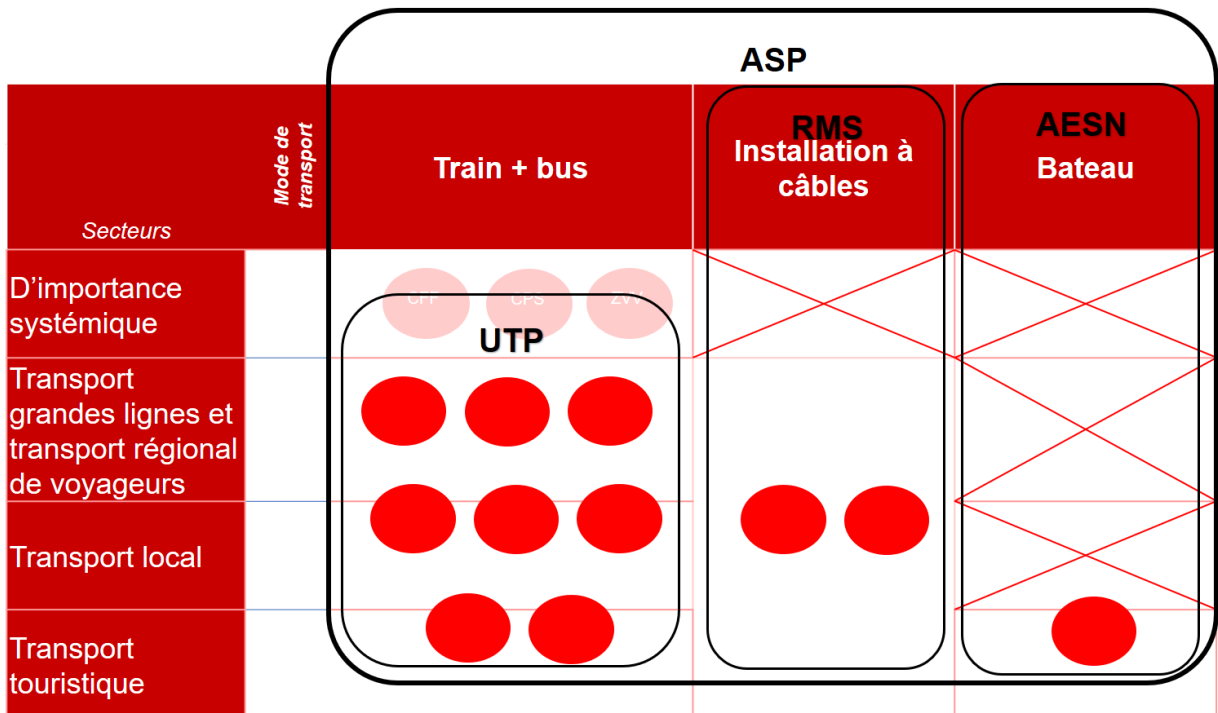 ASP
RMS
AESN
Mode de
transport
Train + bus
Installation à
câbles
Bateau
Secteurs
D’importance
systémique
CFF
CPS
ZVV
UTP
Transport
grandes lignes et
transport régional
de voyageurs
Transport local
Transport
touristique